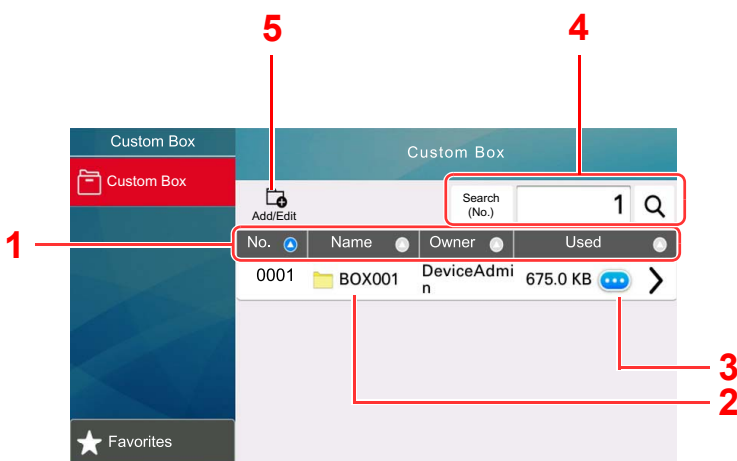 5
4
Custom Box
Custom Box
Custom Box
Add/Edit
Search
(No.)
1
1
No.
Name
Owner
Used
0001
BOX001
DeviceAdmi
n
675.0 KB
3
2
Favorites